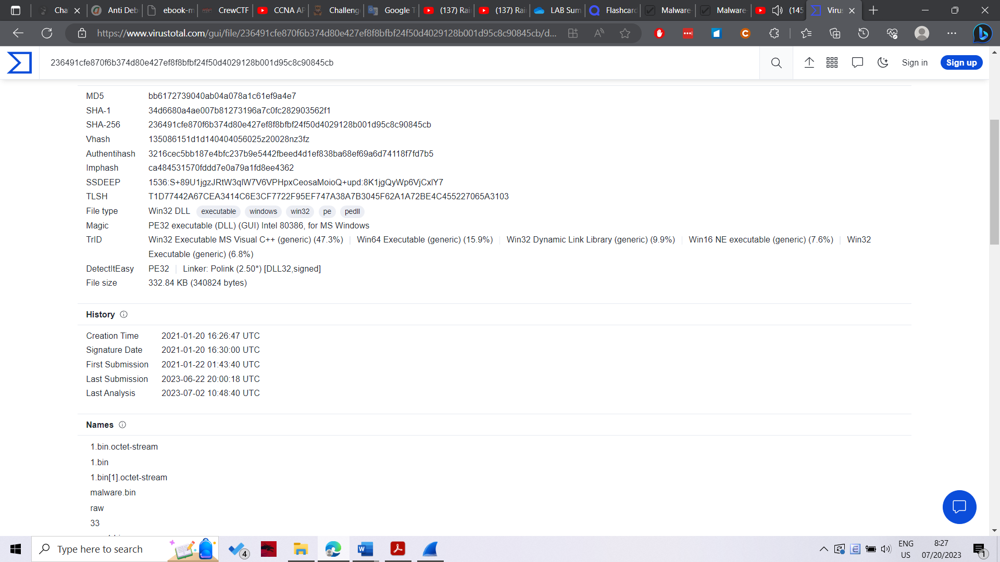 Cha
Anti Deb
ebook-m
CrewCTF
CCNA AP
Challeng
Google T
(137) Rai
(137) Rai
LAB Sum
Flashcard
Malware-
Malware-
(145
Virus
https://www.virustotal.com/gui/file/236491cfe870f6b374d80e427ef8f8bfbf24f50d4029128b001d95c8c90845cb/d...
236491cfe870f6b374d80e427ef8f8bfbf24f50d4029128b001d95c8c90845cb
Sign in
Sign up
MD5 bb6172739040ab04a078a1c61ef9a4e7
SHA-1 34d6680a4ae007b81273196a7c0fc282903562f1
SHA-256 236491cfe870f6b374d80e427ef8f8bfbf24f50d4029128b001d95c8c90845cb
Vhash 135086151d1d140404056025z20028nz3fz
Authentihash 3216cec5bb187e4bfc237b9e5442fbeed4d1ef838ba68ef69a6d74118f7fd7b5
Imphash ca484531570fddd7e0a79a1fd8ee4362
SSDEEP 1536:S+89U1jgzJRtW3qlW7V6VPHpxCeosaMoioQ+upd:8K1jgQyWp6VjCxlY7
TLSH T1D77442A67CEA3414C6E3CF7722F95EF747A38A7B3045F62A1A72BE4C455227065A3103
File type Win32 DLL executable windows win32 pe pedll
Magic PE32 executable (DLL) (GUI) Intel 80386, for MS Windows
TrID Win32 Executable MS Visual C++ (generic) (47.3%) | Win64 Executable (generic) (15.9%) | Win32 Dynamic Link Library (generic) (9.9%) | Win16 NE executable (generic) (7.6%) | Win32
Executable (generic) (6.8%)
DetectItEasy PE32 | Linker: Polink (2.50*) [DLL32,signed]
File size 332.84 KB (340824 bytes)
History
Creation Time 2021-01-20 16:26:47 UTC
Signature Date 2021-01-20 16:30:00 UTC
First Submission 2021-01-22 01:43:40 UTC
Last Submission 2023-06-22 20:00:18 UTC
Last Analysis 2023-07-02 10:48:40 UTC
Names
1.bin.octet-stream
1.bin
1.bin[1].octet-stream
malware.bin
raw
33
Type here to search
4
ENG
US
8:27
07/20/2023
1